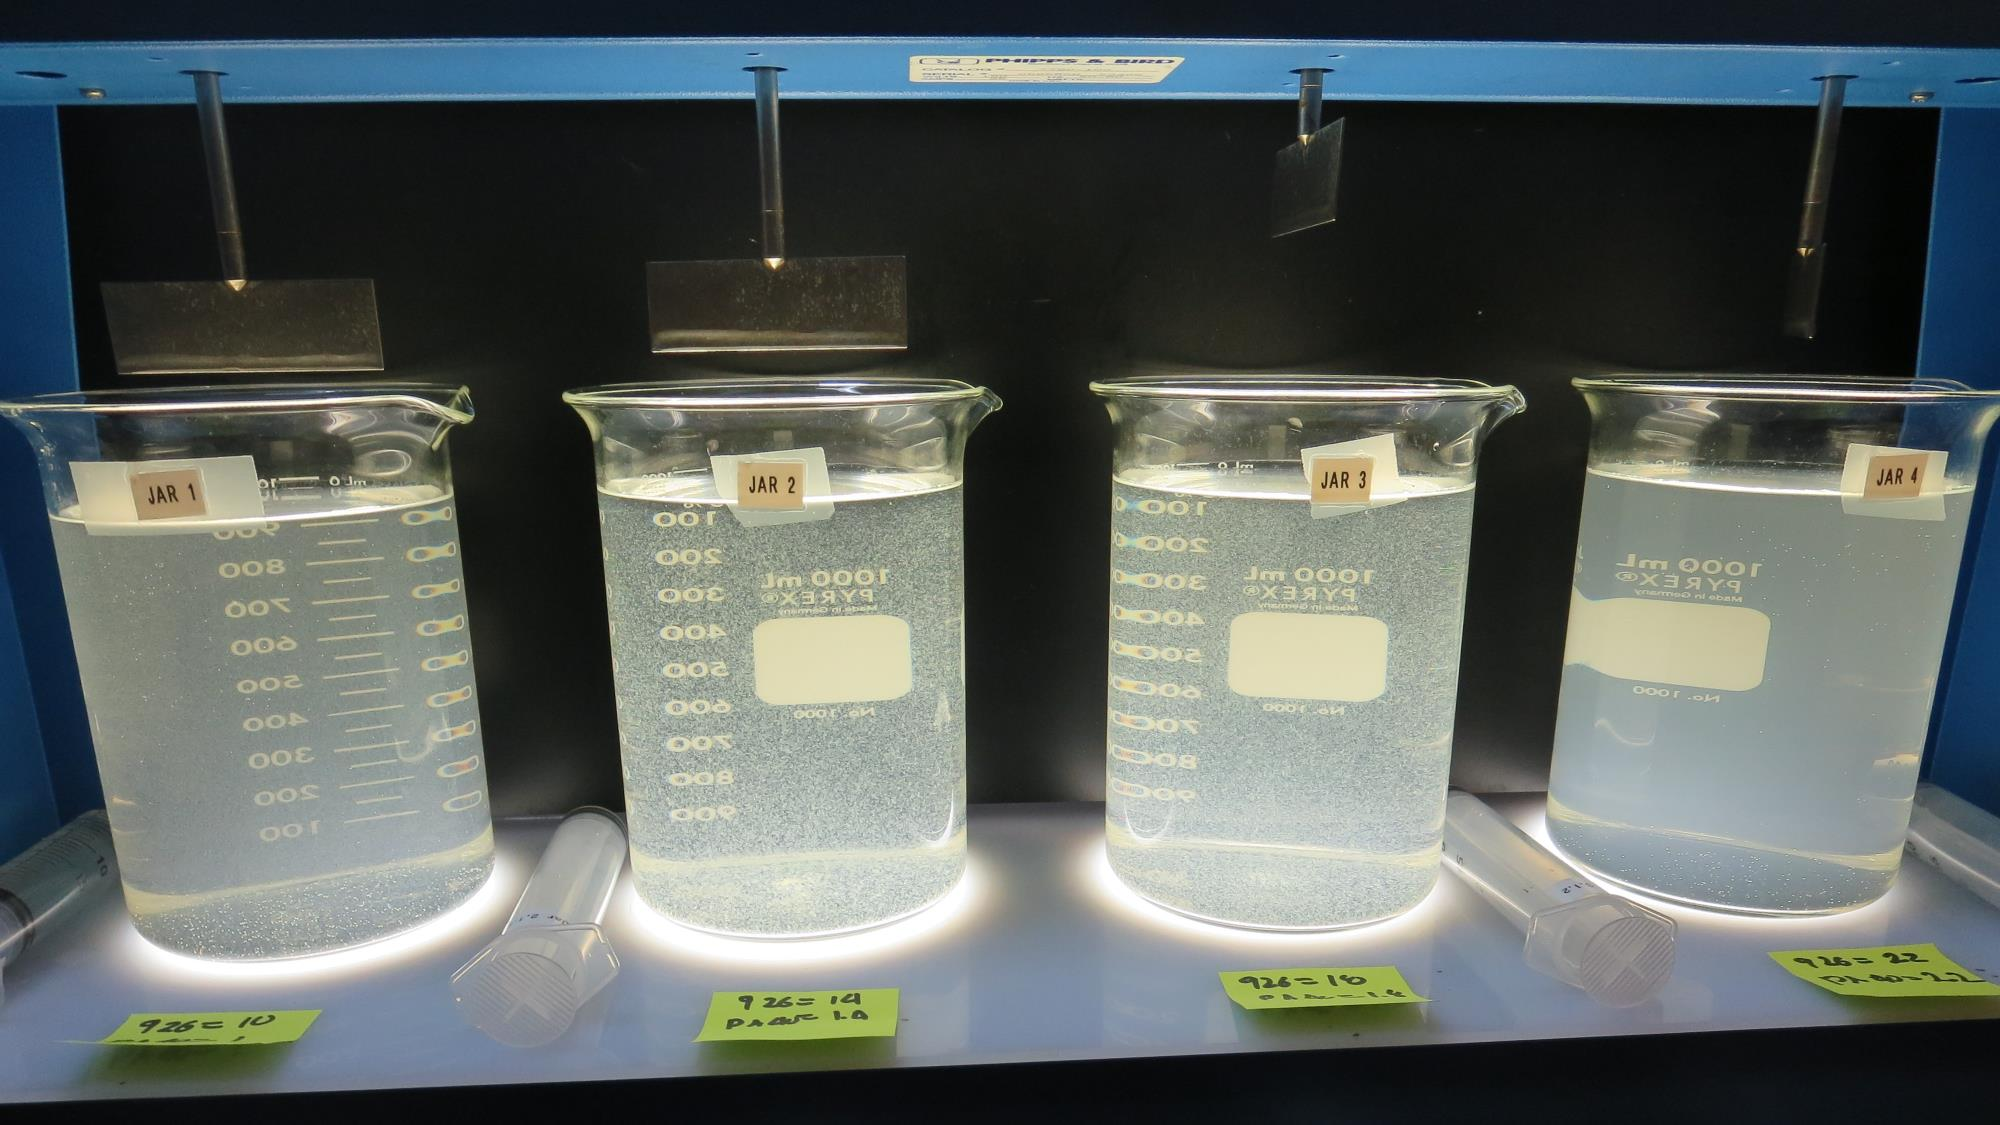 PHIPPS & BIRD
CATALOG #
SERIAL #
JAR 1
JAR 2
JAR 3
JAR 4
900
800
700
600
500
400
300
200
100
100
200
300
400
500
600
700
800
900
1000 mL
PYREX®
Made in Germany
No. 1000
100
200
300
400
500
600
700
800
900
1000 mL
PYREX®
Made in Germany
No. 1000
1000 mL
PYREX®
Made in Germany
No. 1000
926=10
926=14
926=18
926=22